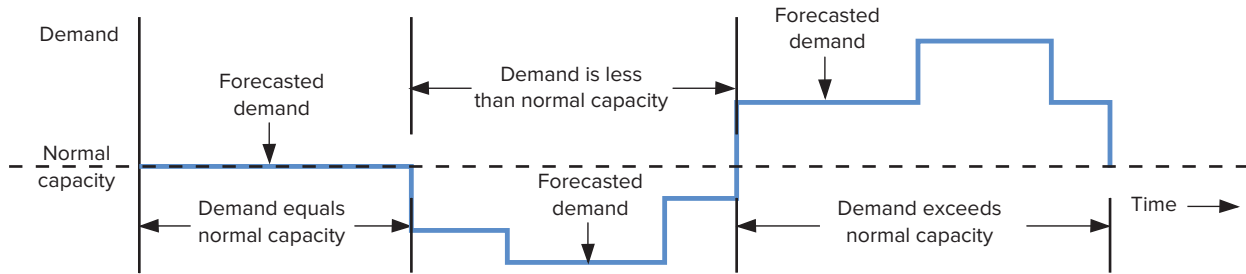 Demand
Forecasted
demand
Demand is less
than normal capacity
Forecasted
demand
Normal
capacity
Demand equals
normal capacity
Forecasted
demand
Demand exceeds
normal capacity
Time